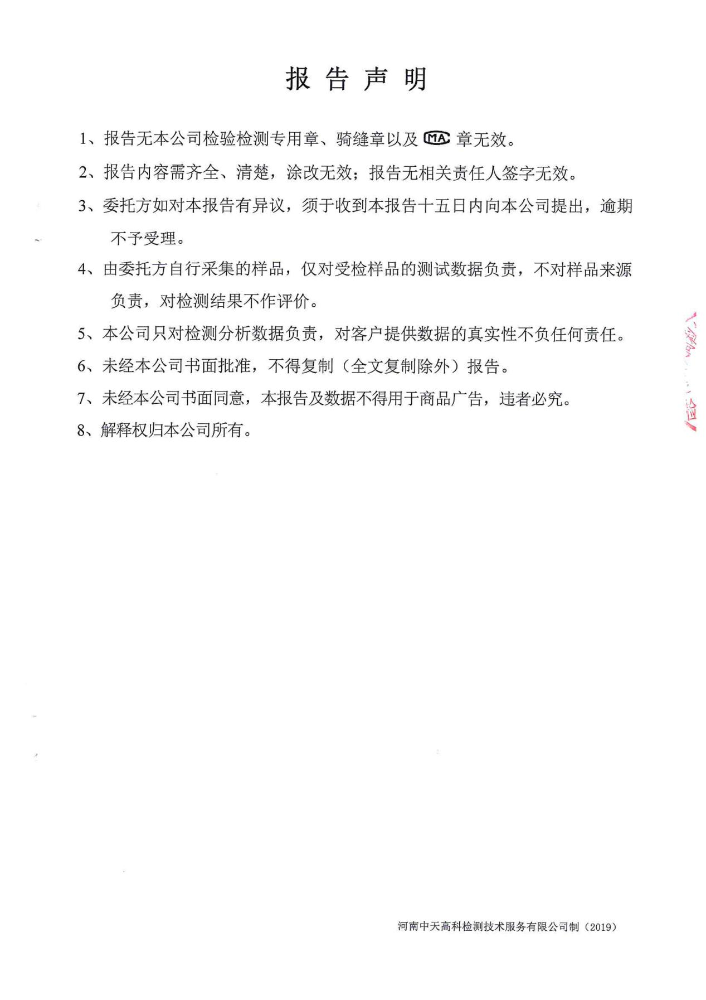 报告声明
1、报告无本公司检验检测专用章、骑缝章以及 MA 章无效。
2、报告内容需齐全、清楚，涂改无效；报告无相关责任人签字无效。
3、委托方如对本报告有异议，须于收到本报告十五日内向本公司提出，逾期
不予受理。
4、由委托方自行采集的样品，仅对受检样品的测试数据负责，不对样品来源
负责，对检测结果不作评价。
5、本公司只对检测分析数据负责，对客户提供数据的真实性不负任何责任。
6、未经本公司书面批准，不得复制（全文复制除外）报告。
7、未经本公司书面同意，本报告及数据不得用于商品广告，违者必究。
8、解释权归本公司所有。
河南中天高科检测技术服务有限公司制（2019）